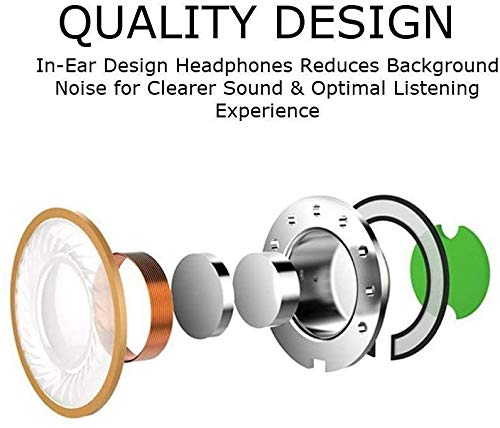 QUALITY DESIGN
In-Ear Design Headphones Reduces Background
Noise for Clearer Sound & Optimal Listening
Experience